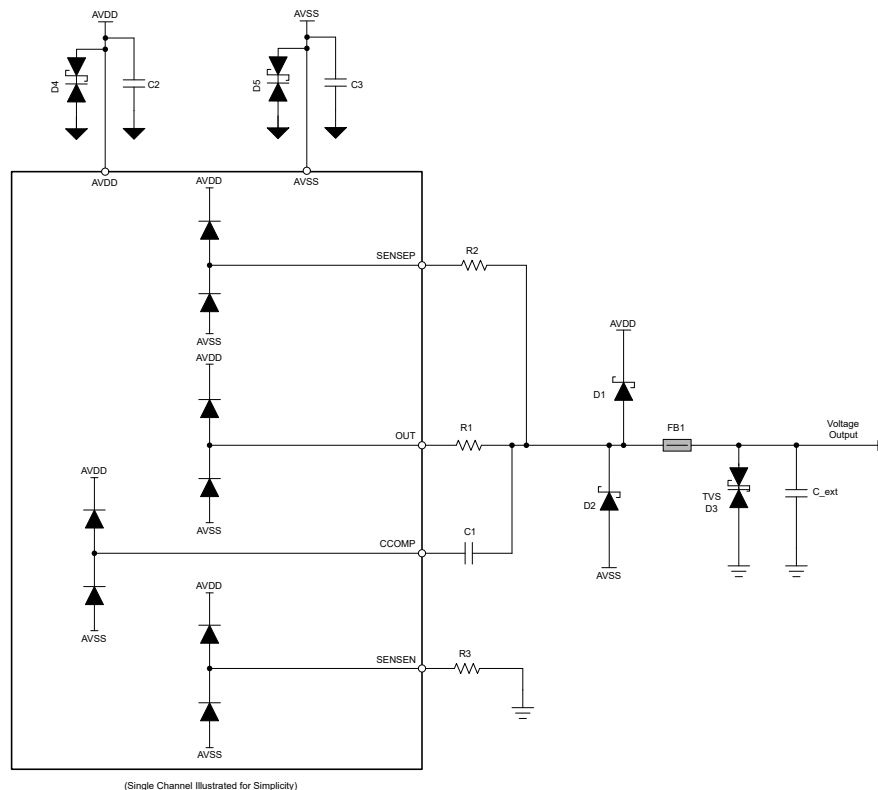 AVDD
AVSS
D4
C2
D5
C3
AVDD
AVSS
AVDD
SENSEP
R2
AVSS
AVDD
AVDD
D1
FB1
Voltage
Output
OUT
R1
AVDD
AVSS
TVS
D3
C_ext
D2
CCOMP
C1
AVSS
AVDD
AVSS
SENSEN
R3
AVSS
(Single Channel Illustrated for Simplicity)